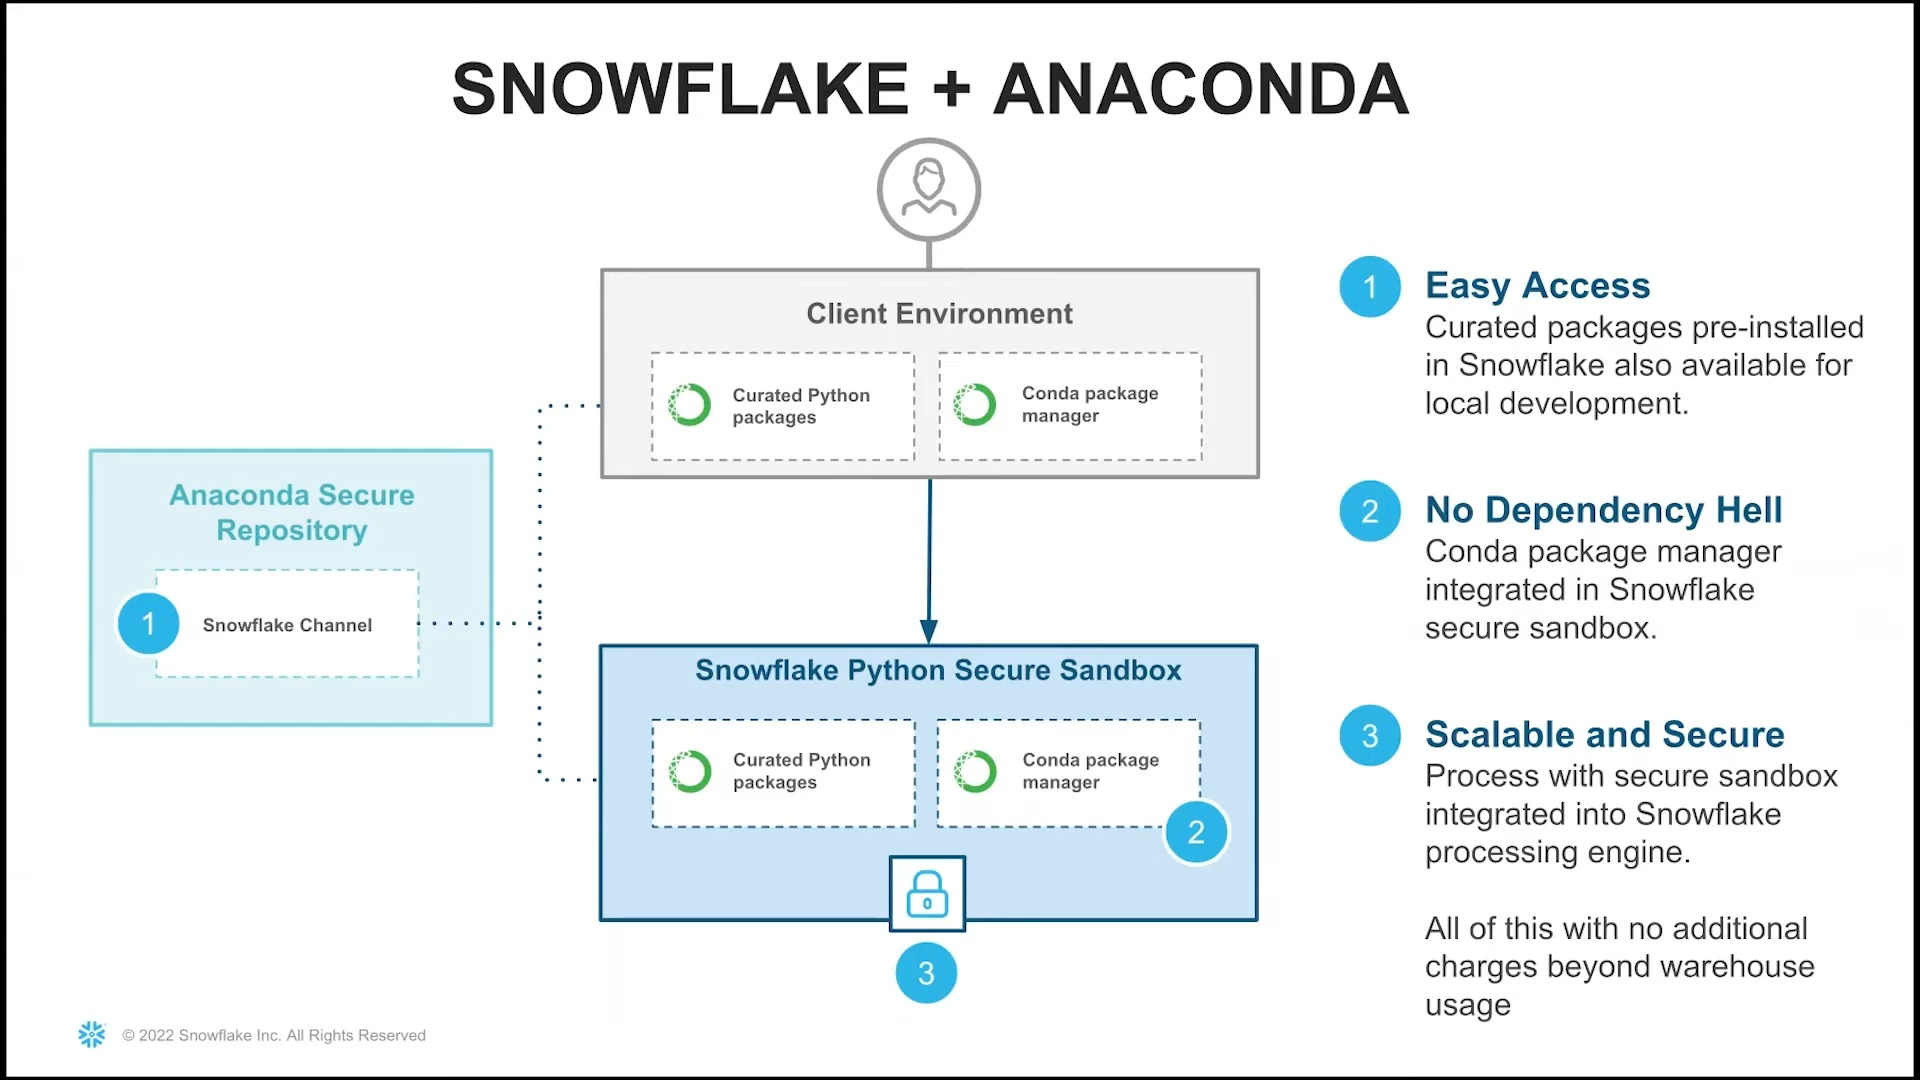 SNOWFLAKE + ANACONDA
Client Environment
Curated Python
packages
Conda package
manager
Anaconda Secure
Repository
1
Snowflake Channel
Snowflake Python Secure Sandbox
Curated Python
packages
Conda package
manager
2
3
1
Easy Access
Curated packages pre-installed
in Snowflake also available for
local development.
2
No Dependency Hell
Conda package manager
integrated in Snowflake
secure sandbox.
3
Scalable and Secure
Process with secure sandbox
integrated into Snowflake
processing engine.
All of this with no additional
charges beyond warehouse
usage
© 2022 Snowflake Inc. All Rights Reserved